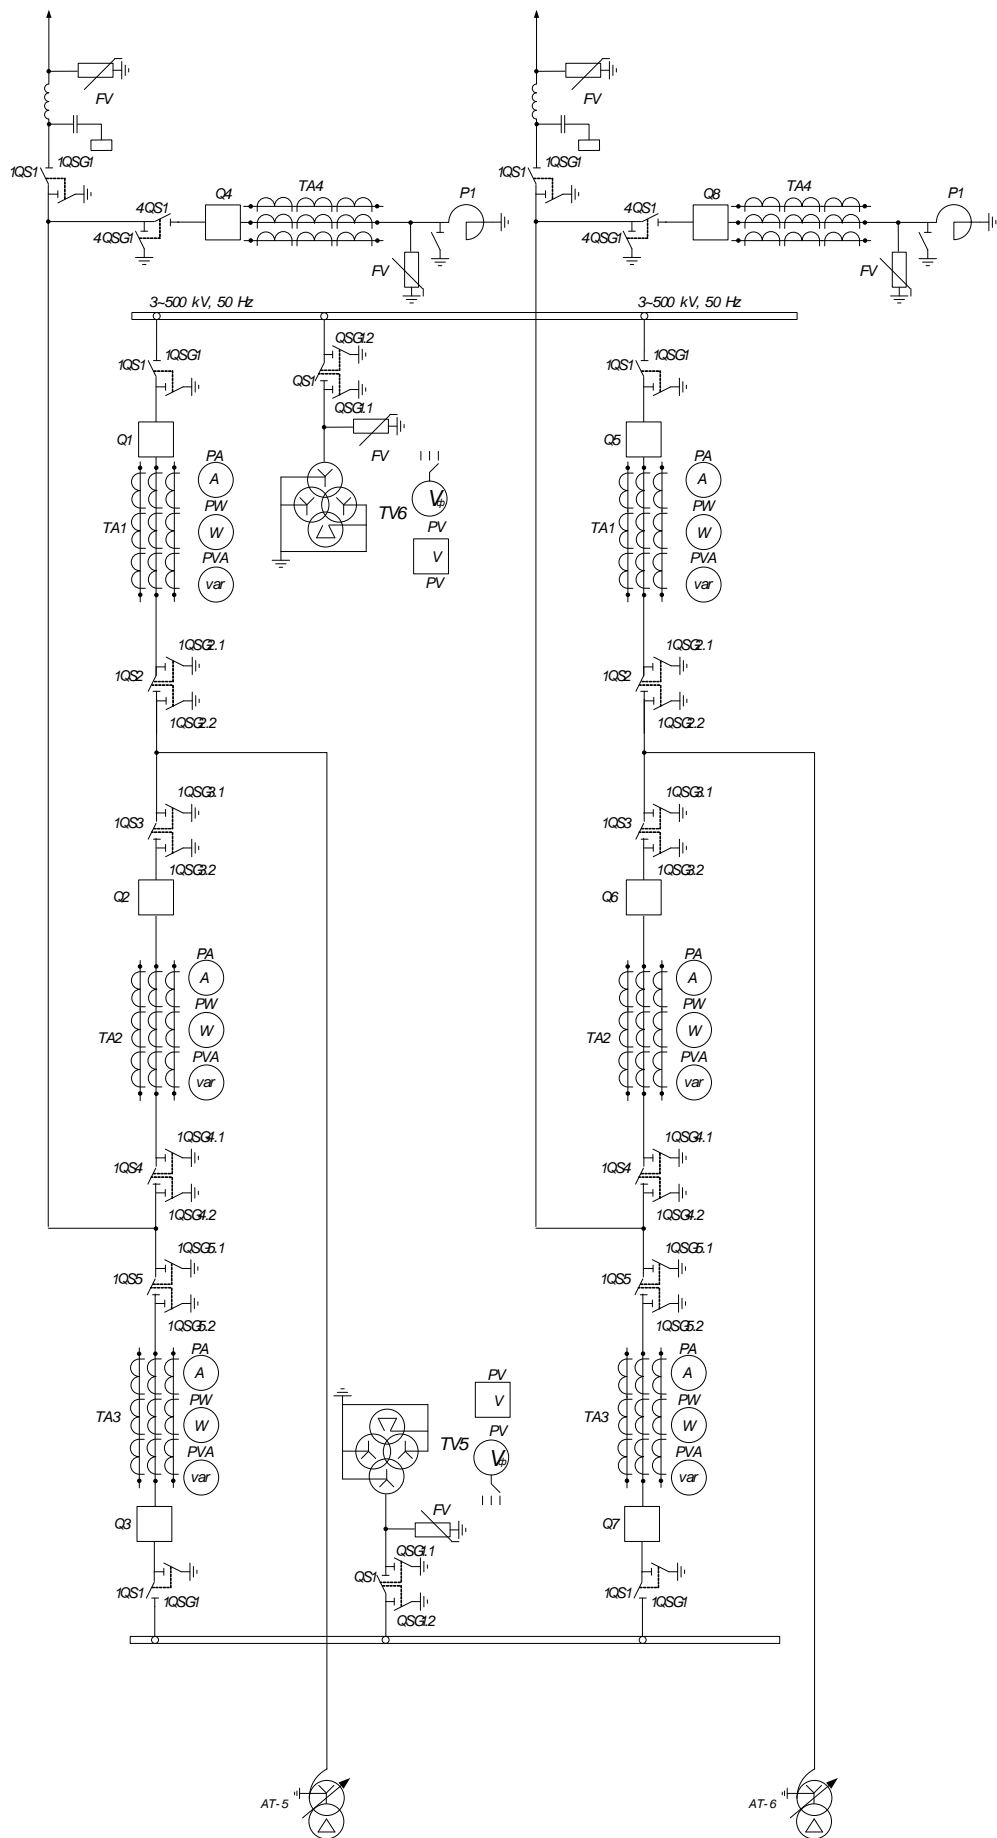 FV
FV
1QSG1
1QS1
1QSG1
1QS1
4QS1
Q4
TA4
P1
4QS1
Q8
TA4
P1
4QSG1
4QSG1
FV
FV
3~500 kV, 50 Hz
3~500 kV, 50 Hz
1QSG1
1QS1
QSG1.2
QS1
QSG1.1
1QSG1
1QS1
Q1
FV
Q5
PA
A
PW
TA1
W
PVA
var
TV6
Vф
PV
V
PV
PA
A
PW
TA1
W
PVA
var
1QSG2.1
1QS2
1QSG2.2
1QSG2.1
1QS2
1QSG2.2
1QSG3.1
1QS3
1QSG3.2
1QSG3.1
1QS3
1QSG3.2
Q2
Q6
PA
A
PW
W
TA2
PVA
var
PA
A
PW
W
TA2
PVA
var
1QSG4.1
1QS4
1QSG4.2
1QSG4.1
1QS4
1QSG4.2
1QSG5.1
1QS5
1QSG5.2
1QSG5.1
1QS5
1QSG5.2
PA
A
PW
TA3
W
PVA
var
PV
V
PV
TV5
Vф
PA
A
PW
TA3
W
PVA
var
Q3
FV
Q7
1QS1
1QSG1
QSG1.1
QS1
QSG1.2
1QS1
1QSG1
AT-5
AT-6